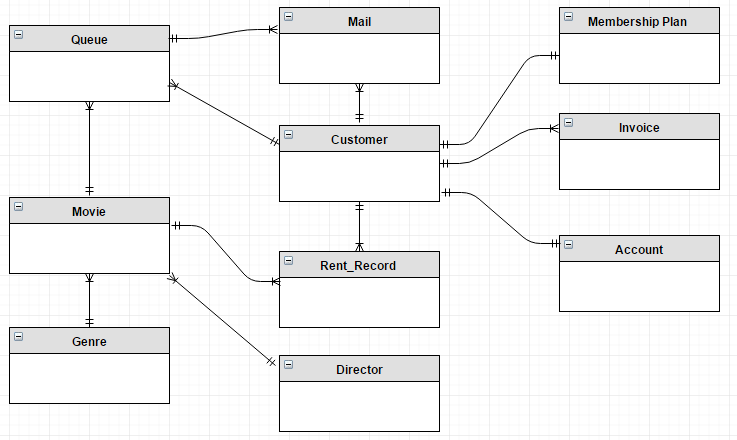 Queue
Mail
Membership Plan
Customer
Invoice
Movie
Rent_Record
Account
Genre
Director